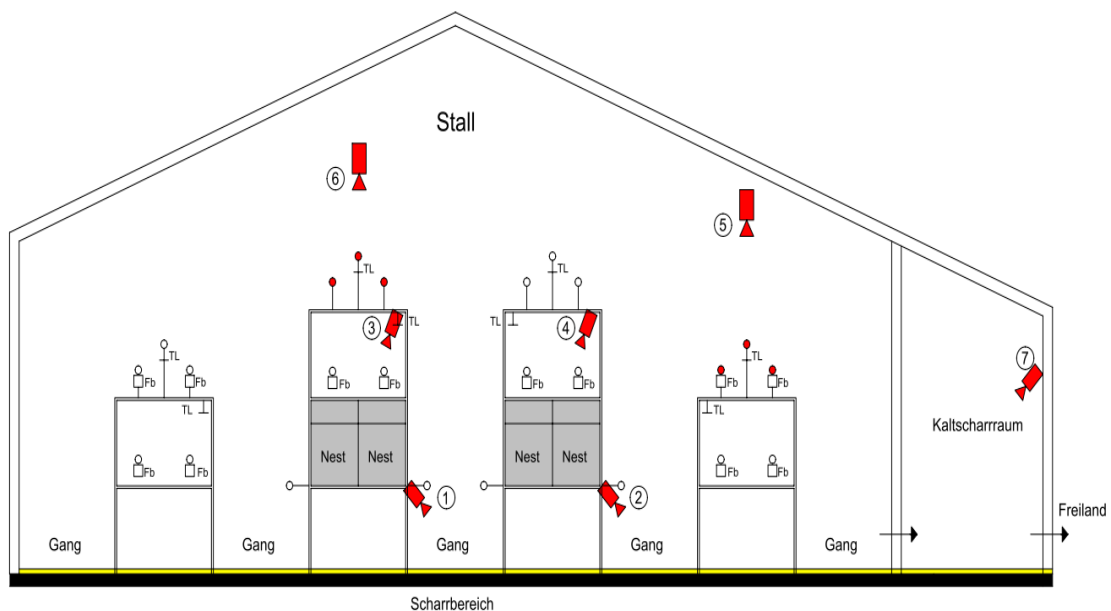 Stall
6
5
TL
TL
3
TL
TL
4
7
TL
TL
Fb
Fb
Fb
Fb
Fb
Fb
Fb
Fb
TL
TL
Kaltscharrraum
Nest
Nest
Nest
Nest
Fb
Fb
Fb
Fb
1
2
Freiland
Gang
Gang
Gang
Gang
Gang
Scharrbereich